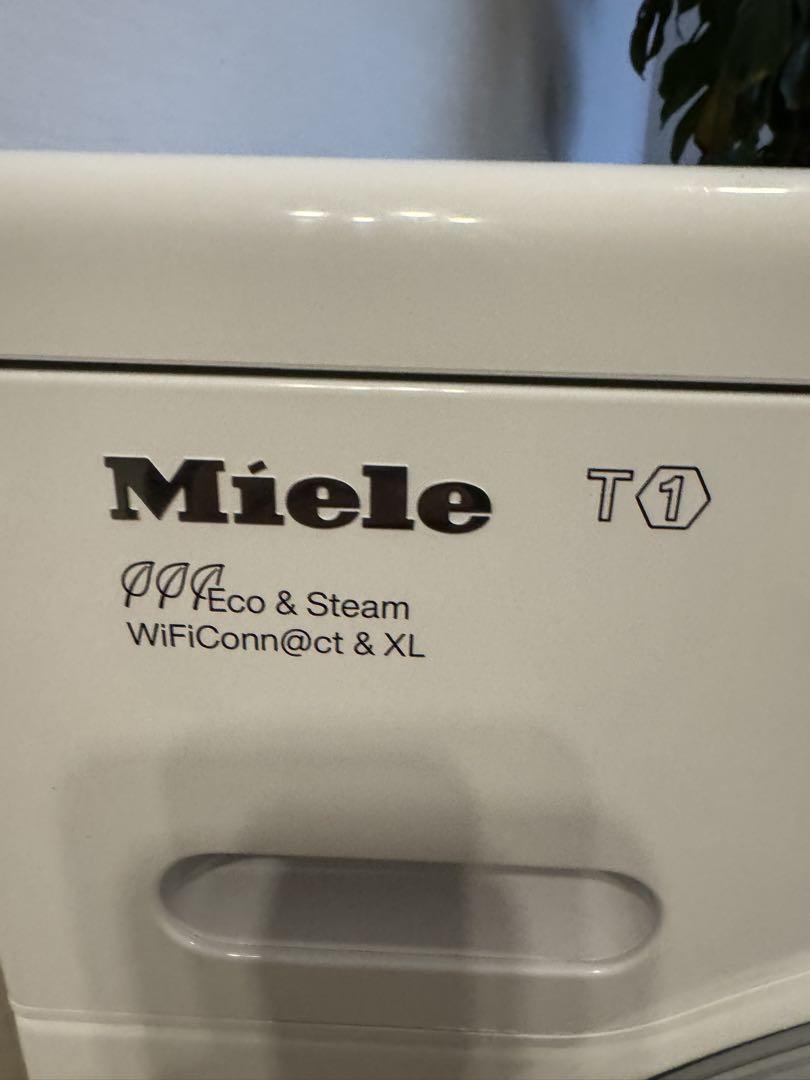 Miele T1
Eco & Steam
WiFiConn@ct & XL